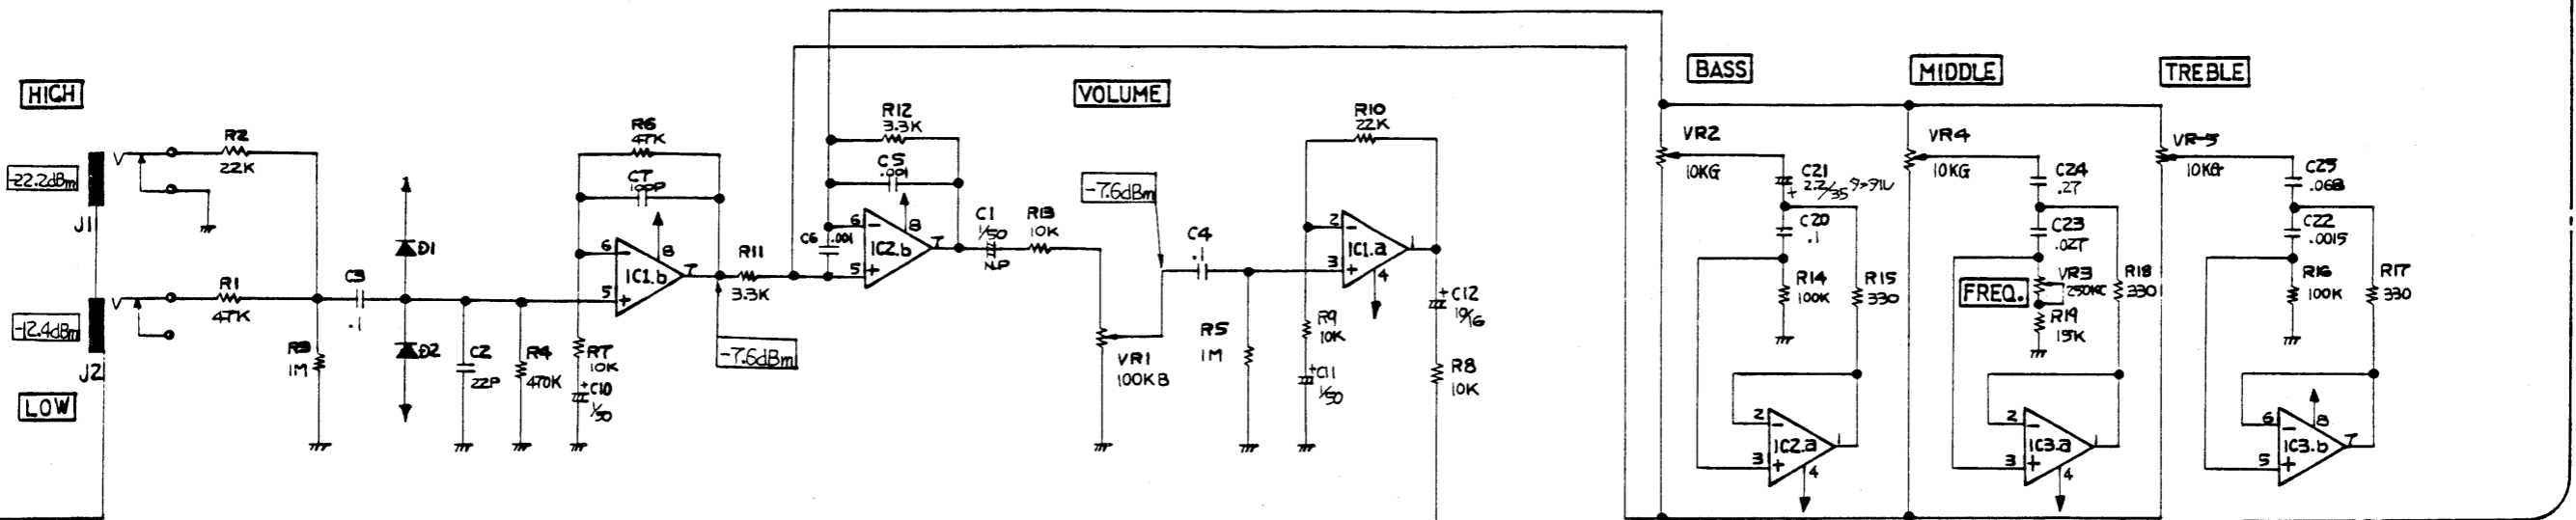 HIGH
-22.2dBm
J1
-12.4dBm
J2
LOW
R2
22K
R1
47K
R3
1M
C3
.1
D1
D2
C2
22P
R4
470K
R6
47K
C7
100P
6
8
IC1.b
7
5
R7
10K
+C10
1/50
R11
3.3K
-7.6dBm
R12
3.3K
C5
.001
6
8
IC2.b
7
5
C6
.001
C1
1/50
N.P
R13
10K
VOLUME
-7.6dBm
VR1
100KB
C4
.1
R5
1M
R10
22K
2
3
IC1.a
1
4
R9
10K
+C11
1/50
+C12
R8
10K
BASS
VR2
10KG
C21
2.2/35
+
C20
.1
R14
100K
R15
330
2
IC2.a
1
3
4
MIDDLE
VR4
10KG
C24
.27
C23
.027
FREQ.
VR3
250KC
R18
330
R19
15K
2
IC3.a
1
3
4
TREBLE
VR-5
10KG
C25
.068
C22
.0015
R16
100K
R17
330
6
8
IC3.b
7
5